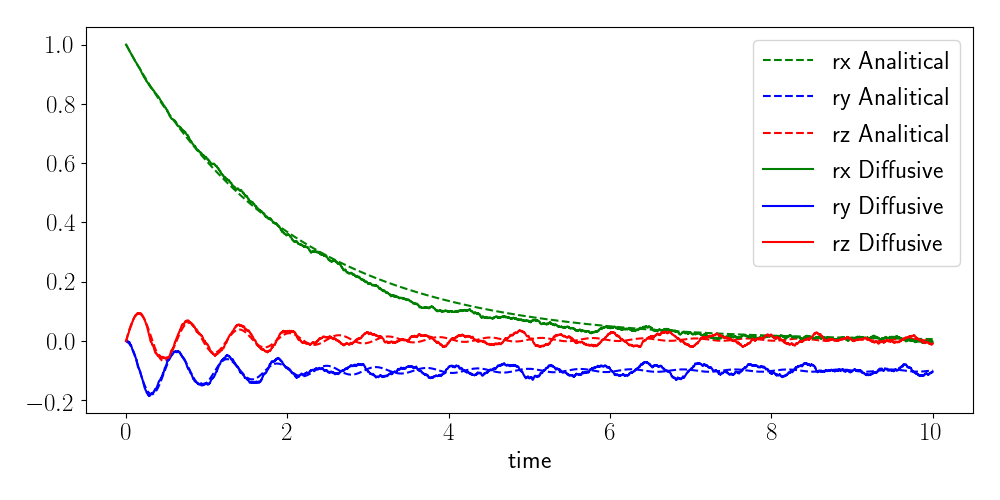 1.0
0.8
0.6
0.4
0.2
0.0
−0.2
0 2 4 6 8 10
time
rx Analitical
ry Analitical
rz Analitical
rx Diffusive
ry Diffusive
rz Diffusive